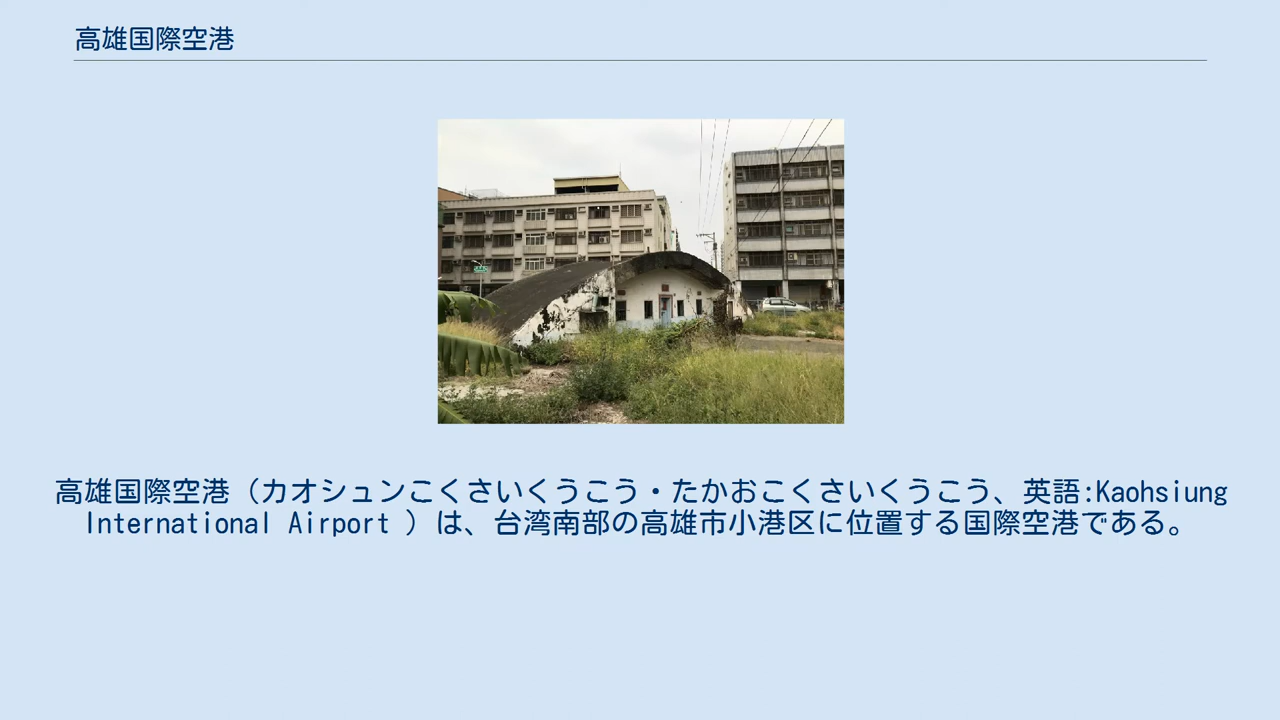 高雄国際空港
高雄国際空港（カオシュンこくさいくうこう・たかおこくさいくうこう、英語:Kaohsiung
International Airport ）は、台湾南部の高雄市小港区に位置する国際空港である。